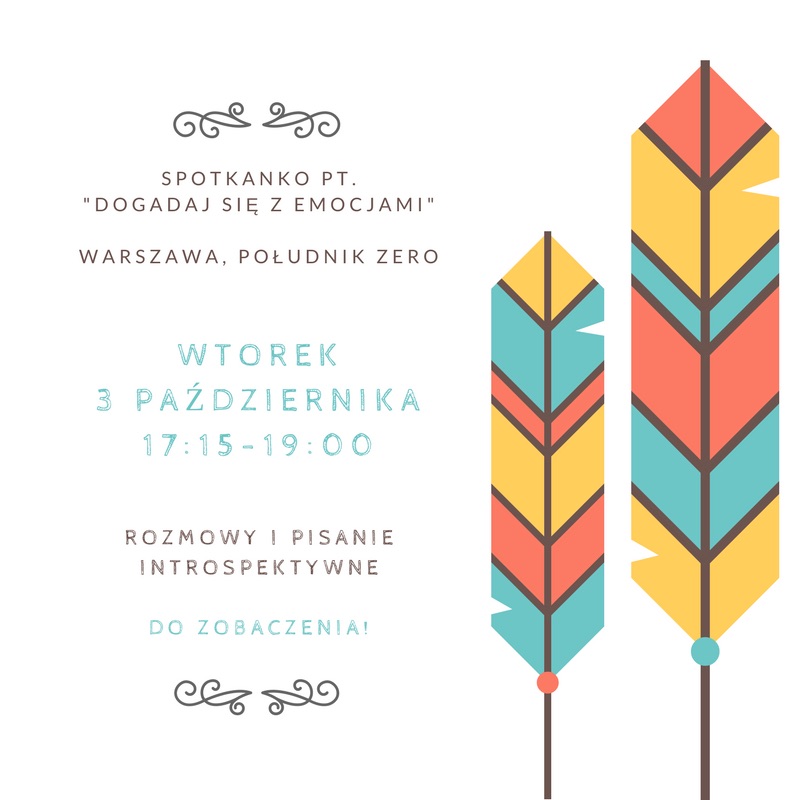 SPOTKANKO PT.
"DOGADAJ SIĘ Z EMOCJAMI"
WARSZAWA, POŁUDNIK ZERO
WTOREK
3 PAŹDZIERNIKA
17:15-19:00
ROZMOWY I PISANIE
INTROSPEKTYWNE
DO ZOBACZENIA!